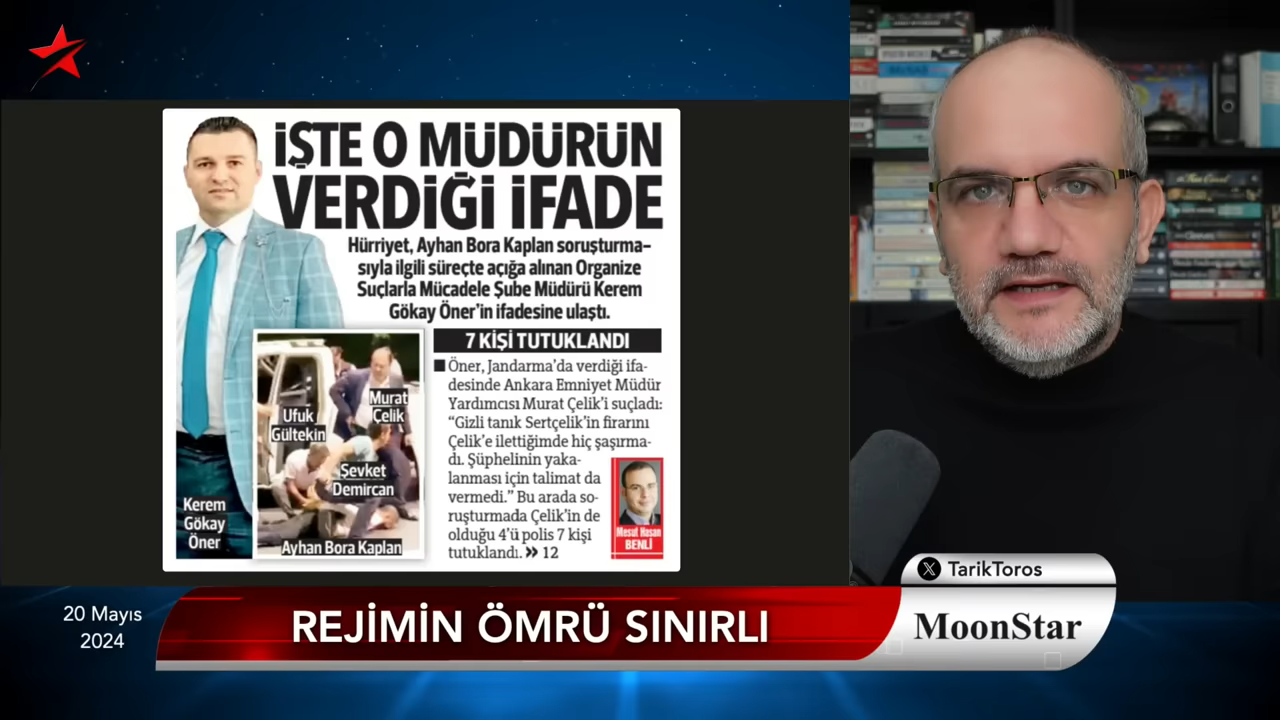 İŞTE O MÜDÜRÜN
VERDİĞİ İFADE
Hürriyet, Ayhan Bora Kaplan soruşturma-
sıyla ilgili süreçte açığa alınan Organize
Suçlarla Mücadele Şube Müdürü Kerem
Gökay Öner'in ifadesine ulaştı.
7 KİŞİ TUTUKLANDI
Öner, Jandarma'da verdiği ifa-
desinde Ankara Emniyet Müdür
Yardımcısı Murat Çelik'i suçladı:
“Gizli tanık Sertçelik'in firarını
Çelik'e ilettiğimde hiç şaşırma-
dı. Şüphelinin yaka-
lanması için talimat da
vermedi.” Bu arada so-
ruşturmada Çelik'in de
olduğu 4'ü polis 7 kişi
tutuklandı. » 12
Mesut Hasan
BENLİ
Murat
Çelik
Ufuk
Gültekin
Şevket
Demircan
Ayhan Bora Kaplan
Kerem
Gökay
Öner
X TarikToros
20 Mayıs
2024
REJİMİN ÖMRÜ SINIRLI
MoonStar